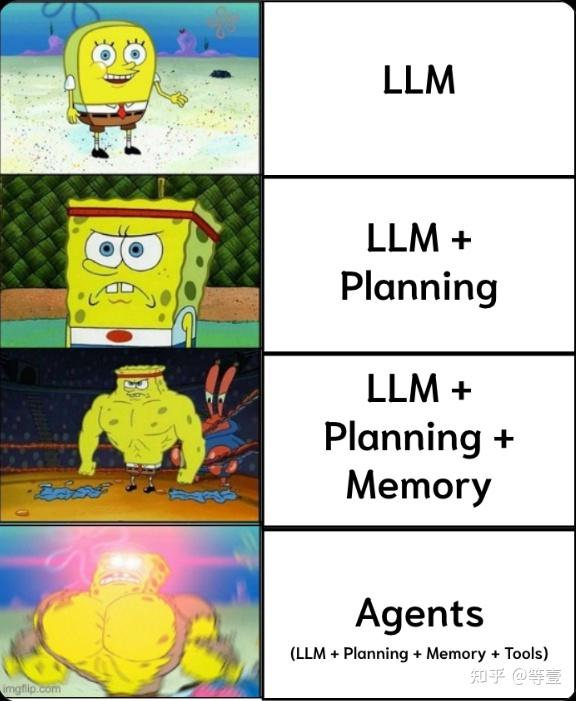 LLM
LLM +
Planning
LLM +
Planning +
Memory
Agents
(LLM + Planning + Memory + Tools)
知乎 @等壹
imgflip.com